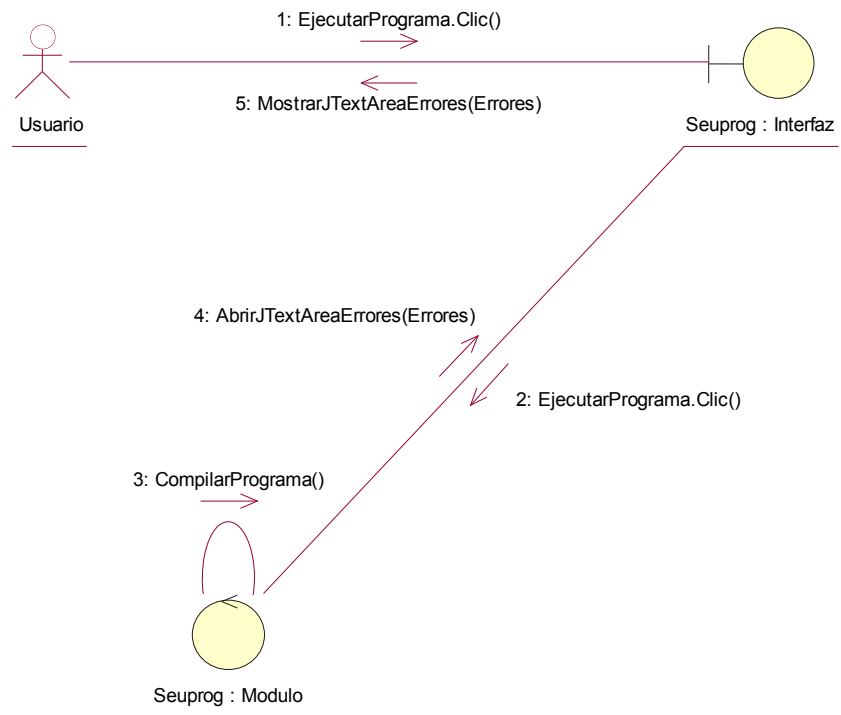 1: EjecutarPrograma.Clic()
5: MostrarJTextAreaErrores(Errores)
Usuario
Seuprog : Interfaz
4: AbrirJTextAreaErrores(Errores)
2: EjecutarPrograma.Clic()
3: CompilarPrograma()
Seuprog : Modulo